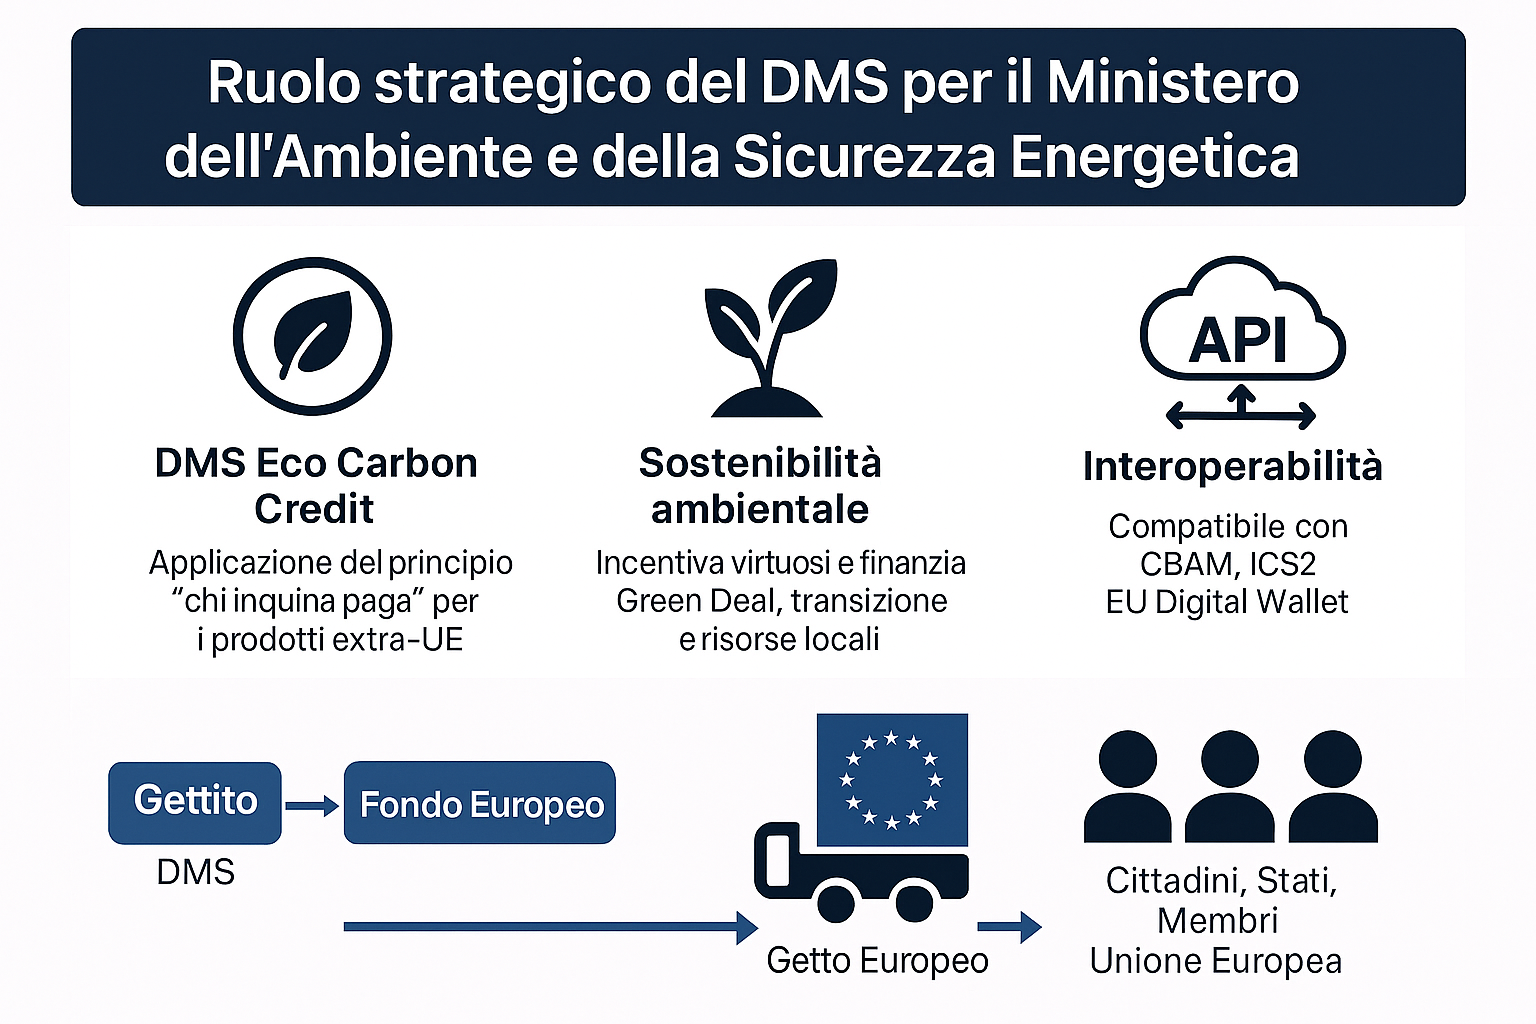 Ruolo strategico del DMS per il Ministero
dell'Ambiente e della Sicurezza Energetica
DMS Eco Carbon
Credit
Applicazione del principio
“chi inquina paga” per
i prodotti extra-UE
Sostenibilità
ambientale
Incentiva virtuosi e finanzia
Green Deal, transizione
e risorse locali
API
Interoperabilità
Compatibile con
CBAM, ICS2
EU Digital Wallet
Gettito
DMS
Fondo Europeo
Getto Europeo
Cittadini, Stati,
Membri
Unione Europea